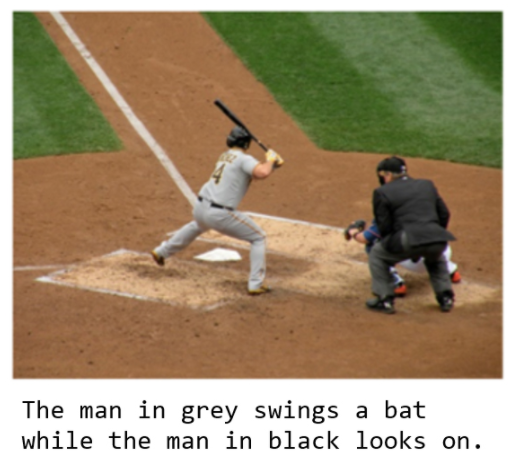 The man in grey swings a bat
while the man in black looks on.